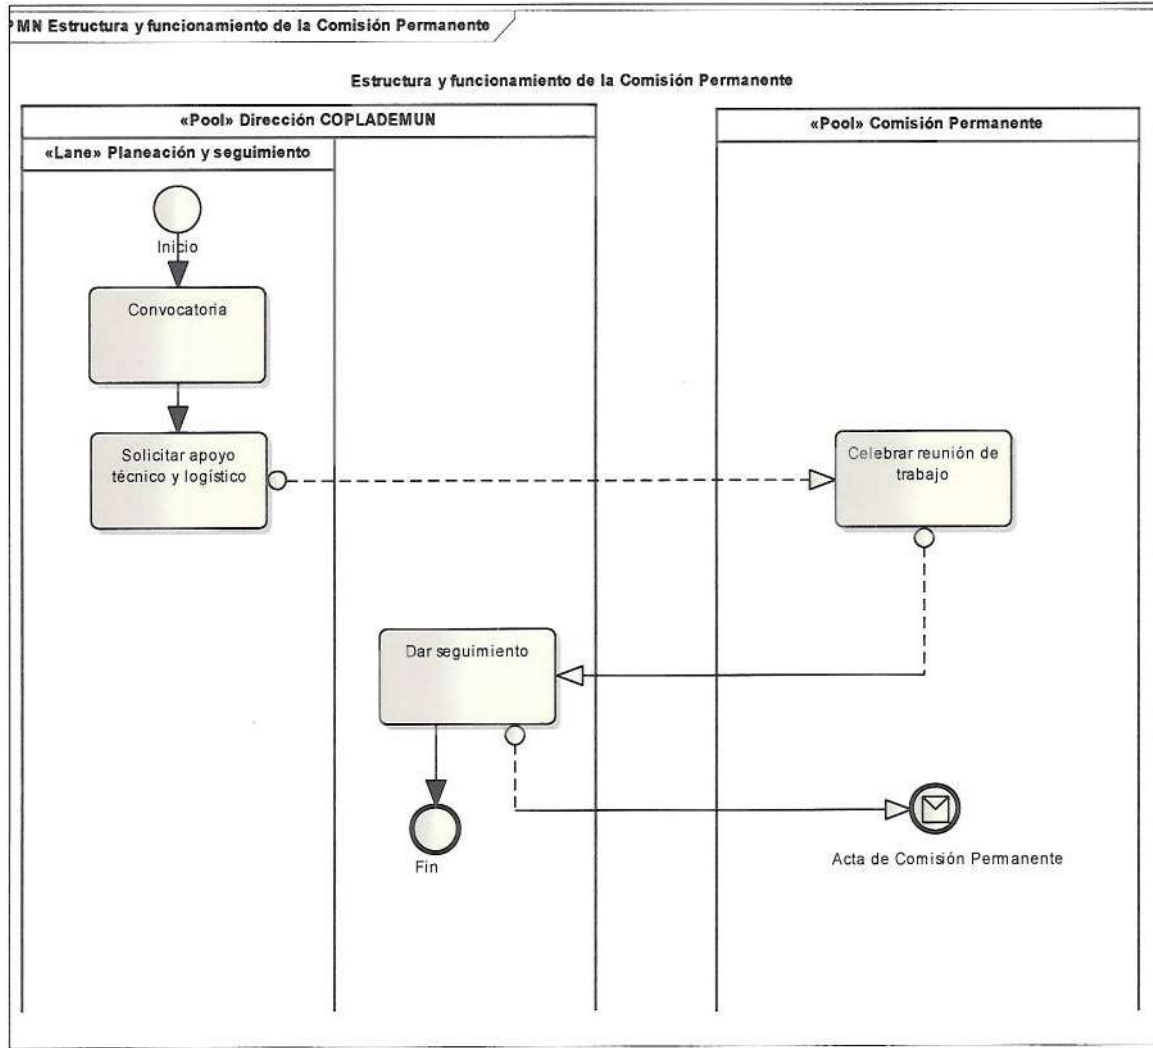 PMN Estructura y funcionamiento de la Comisión Permanente
Estructura y funcionamiento de la Comisión Permanente
«Pool» Dirección COPLADEMUN
«Pool» Comisión Permanente
«Lane» Planeación y seguimiento
Inicio
Convocatoria
Solicitar apoyo
técnico y logístico
Celebrar reunión de
trabajo
Dar seguimiento
Fin
Acta de Comisión Permanente